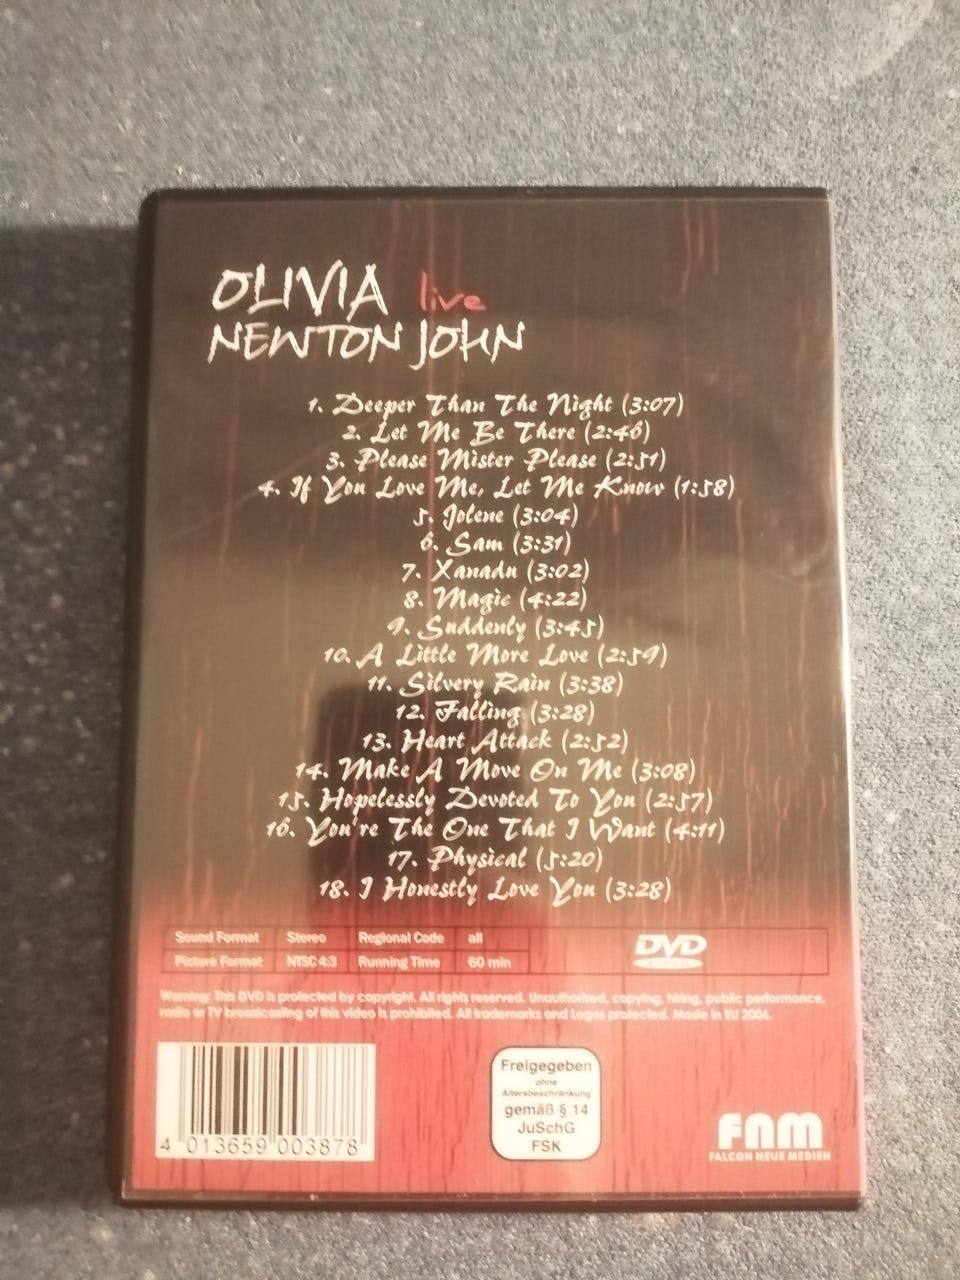 OLIVIA live
NEWTON JOHN
1. Deeper Than The Night (3:07)
2. Let Me Be There (2:46)
3. Please Mister Please (2:51)
4. If You Love Me, Let Me Know (1:58)
5. Jolene (3:04)
6. Sam (3:31)
7. Xanadu (3:02)
8. Magic (4:22)
9. Suddenly (3:45)
10. A Little More Love (2:59)
11. Silvery Rain (3:38)
12. Falling (3:28)
13. Heart Attack (2:52)
14. Make A Move On Me (3:08)
15. Hopelessly Devoted To You (2:57)
16. You're The One That I Want (4:11)
17. Physical (5:20)
18. I Honestly Love You (3:28)
Sound Format Stereo Regional Code all
Picture Format NTSC 4:3 Running Time 60 min
DVD
VIDEO
Warning: This DVD is protected by copyright. All rights reserved. Unauthorised, copying, hiring, public performance,
radio or TV broadcasting of this video is prohibited. All trademarks and Logos protected. Made in EU 2006.
4 013659 003878
Freigegeben
ohne
Altersbeschränkung
gemäß § 14
JuSchG
FSK
FNM
FALCON NEUE MEDIEN